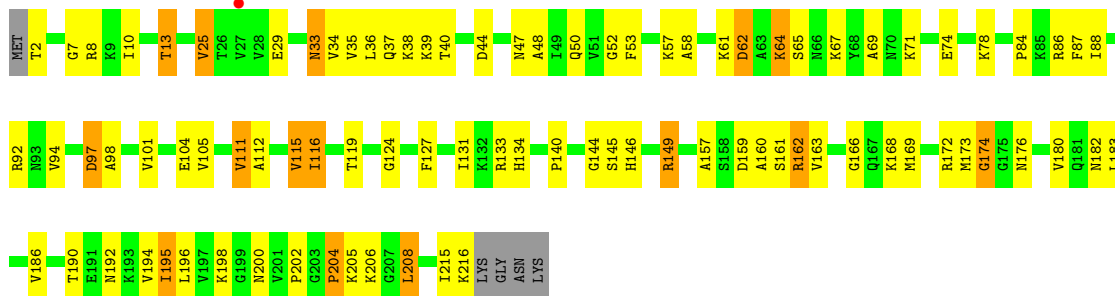 MET T2 G7 R8 K9 I10 T13 V25 T26 V27 V28 E29 N33 V34 V35 L36 Q37 K38 K39 T40 D44 N47 A48 I49 Q50 V51 G52 F53 K57 A58 K61 D62 A63 K64 S65 N66 K67 Y68 A69 N70 K71 E74 K78 P84 K85 R86 F87 I88
R92 N93 V94 D97 A98 V101 E104 V105 V111 A112 V115 I116 T119 G124 F127 I131 K132 R133 H134 P140 G144 S145 H146 R149 A157 S158 D159 A160 S161 R162 V163 G166 Q167 K168 M169 R172 M173 G174 G175 N176 V180 Q181 N182 L183
V186 T190 E191 N192 K193 V194 I195 L196 V197 K198 G199 N200 V201 P202 G203 P204 K205 K206 G207 L208 I215 K216 LYS GLY ASN LYS